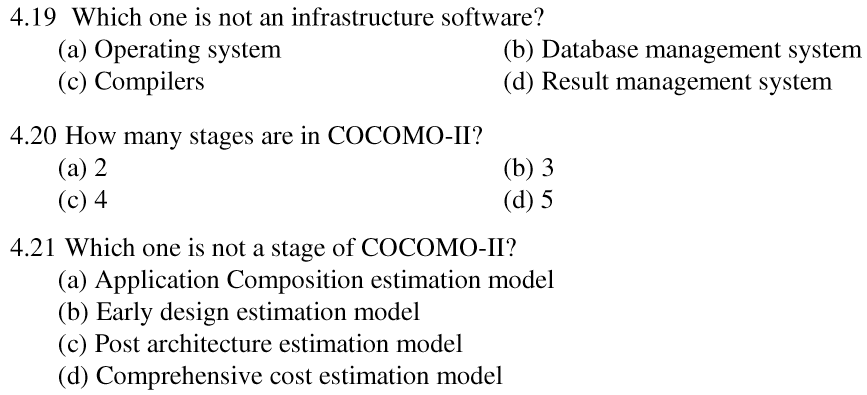 4.19 Which one is not an infrastructure software?
(a) Operating system (b) Database management system
(c) Compilers (d) Result management system
4.20 How many stages are in COCOMO-II?
(a) 2 (b) 3
(c) 4 (d) 5
4.21 Which one is not a stage of COCOMO-II?
(a) Application Composition estimation model
(b) Early design estimation model
(c) Post architecture estimation model
(d) Comprehensive cost estimation model